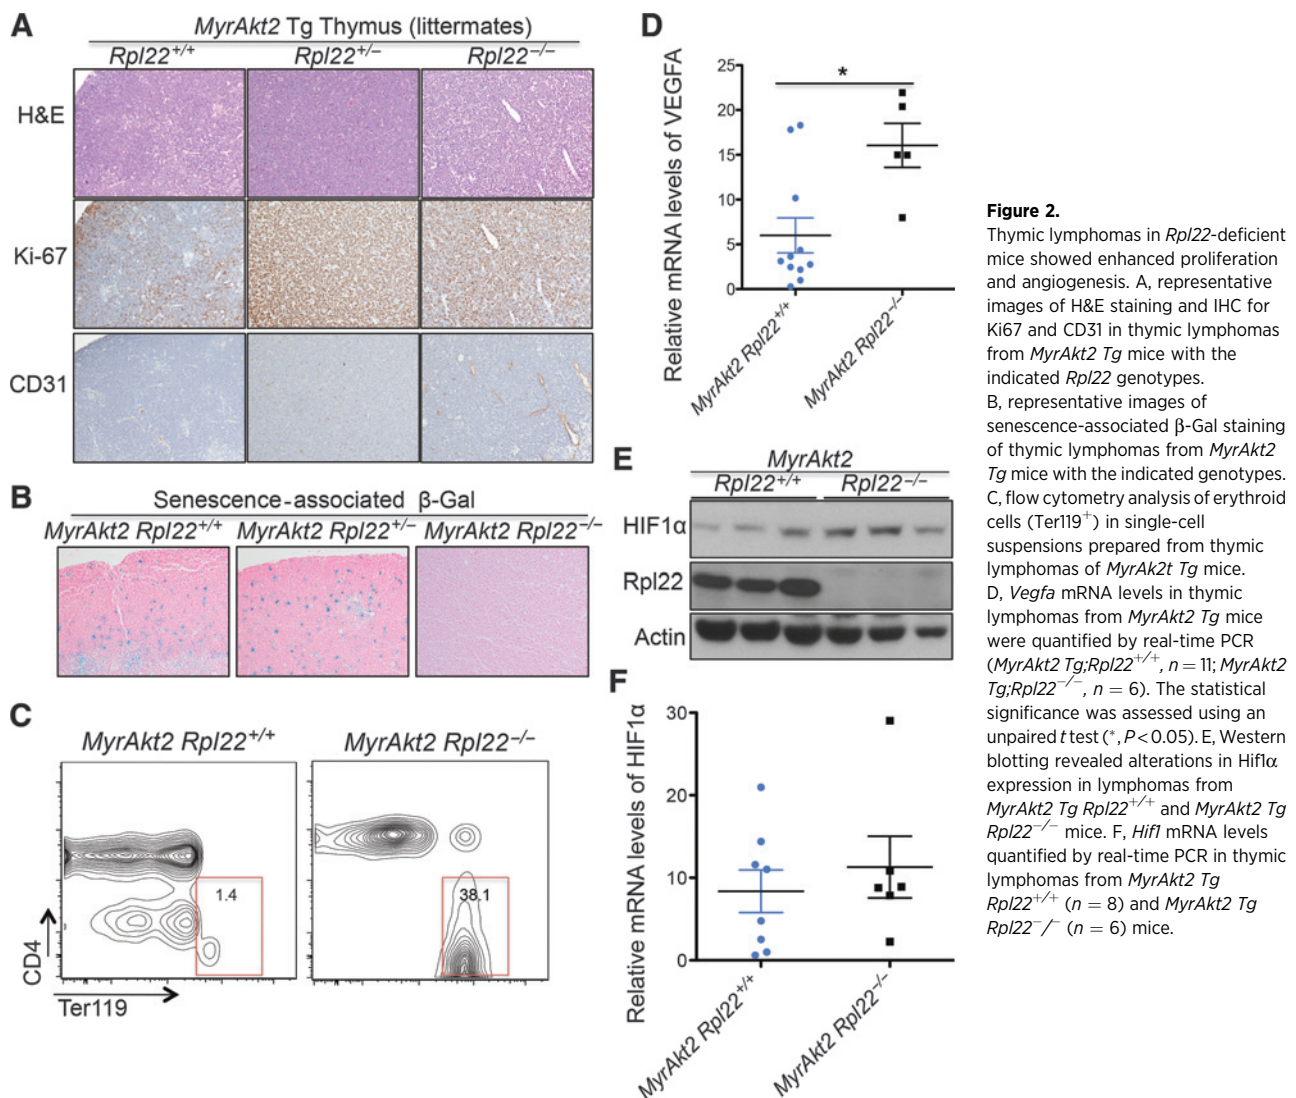 A
MyrAkt2 Tg Thymus (littermates)
Rpl22+/+ Rpl22+/− Rpl22−/−
H&E
Ki-67
CD31
B
Senescence-associated β-Gal
MyrAkt2 Rpl22+/+ MyrAkt2 Rpl22+/− MyrAkt2 Rpl22−/−
C
MyrAkt2 Rpl22+/+ MyrAkt2 Rpl22−/−
1.4
38.1
CD4
Ter119
D
Relative mRNA levels of VEGFA
25
20
15
10
5
0
*
MyrAkt2 Rpl22+/+
MyrAkt2 Rpl22−/−
E
MyrAkt2
Rpl22+/+ Rpl22−/−
HIF1α
Rpl22
Actin
F
Relative mRNA levels of HIF1α
30
20
10
0
MyrAkt2 Rpl22+/+
MyrAkt2 Rpl22−/−
Figure 2.
Thymic lymphomas in Rpl22-deficient
mice showed enhanced proliferation
and angiogenesis. A, representative
images of H&E staining and IHC for
Ki67 and CD31 in thymic lymphomas
from MyrAkt2 Tg mice with the
indicated Rpl22 genotypes.
B, representative images of
senescence-associated β-Gal staining
of thymic lymphomas from MyrAkt2
Tg mice with the indicated genotypes.
C, flow cytometry analysis of erythroid
cells (Ter119+) in single-cell
suspensions prepared from thymic
lymphomas of MyrAk2t Tg mice.
D, Vegfa mRNA levels in thymic
lymphomas from MyrAkt2 Tg mice
were quantified by real-time PCR
(MyrAkt2 Tg;Rpl22+/+, n = 11; MyrAkt2
Tg;Rpl22−/−, n = 6). The statistical
significance was assessed using an
unpaired t test (*, P < 0.05). E, Western
blotting revealed alterations in Hif1α
expression in lymphomas from
MyrAkt2 Tg Rpl22+/+ and MyrAkt2 Tg
Rpl22−/− mice. F, Hif1 mRNA levels
quantified by real-time PCR in thymic
lymphomas from MyrAkt2 Tg
Rpl22+/+ (n = 8) and MyrAkt2 Tg
Rpl22−/− (n = 6) mice.